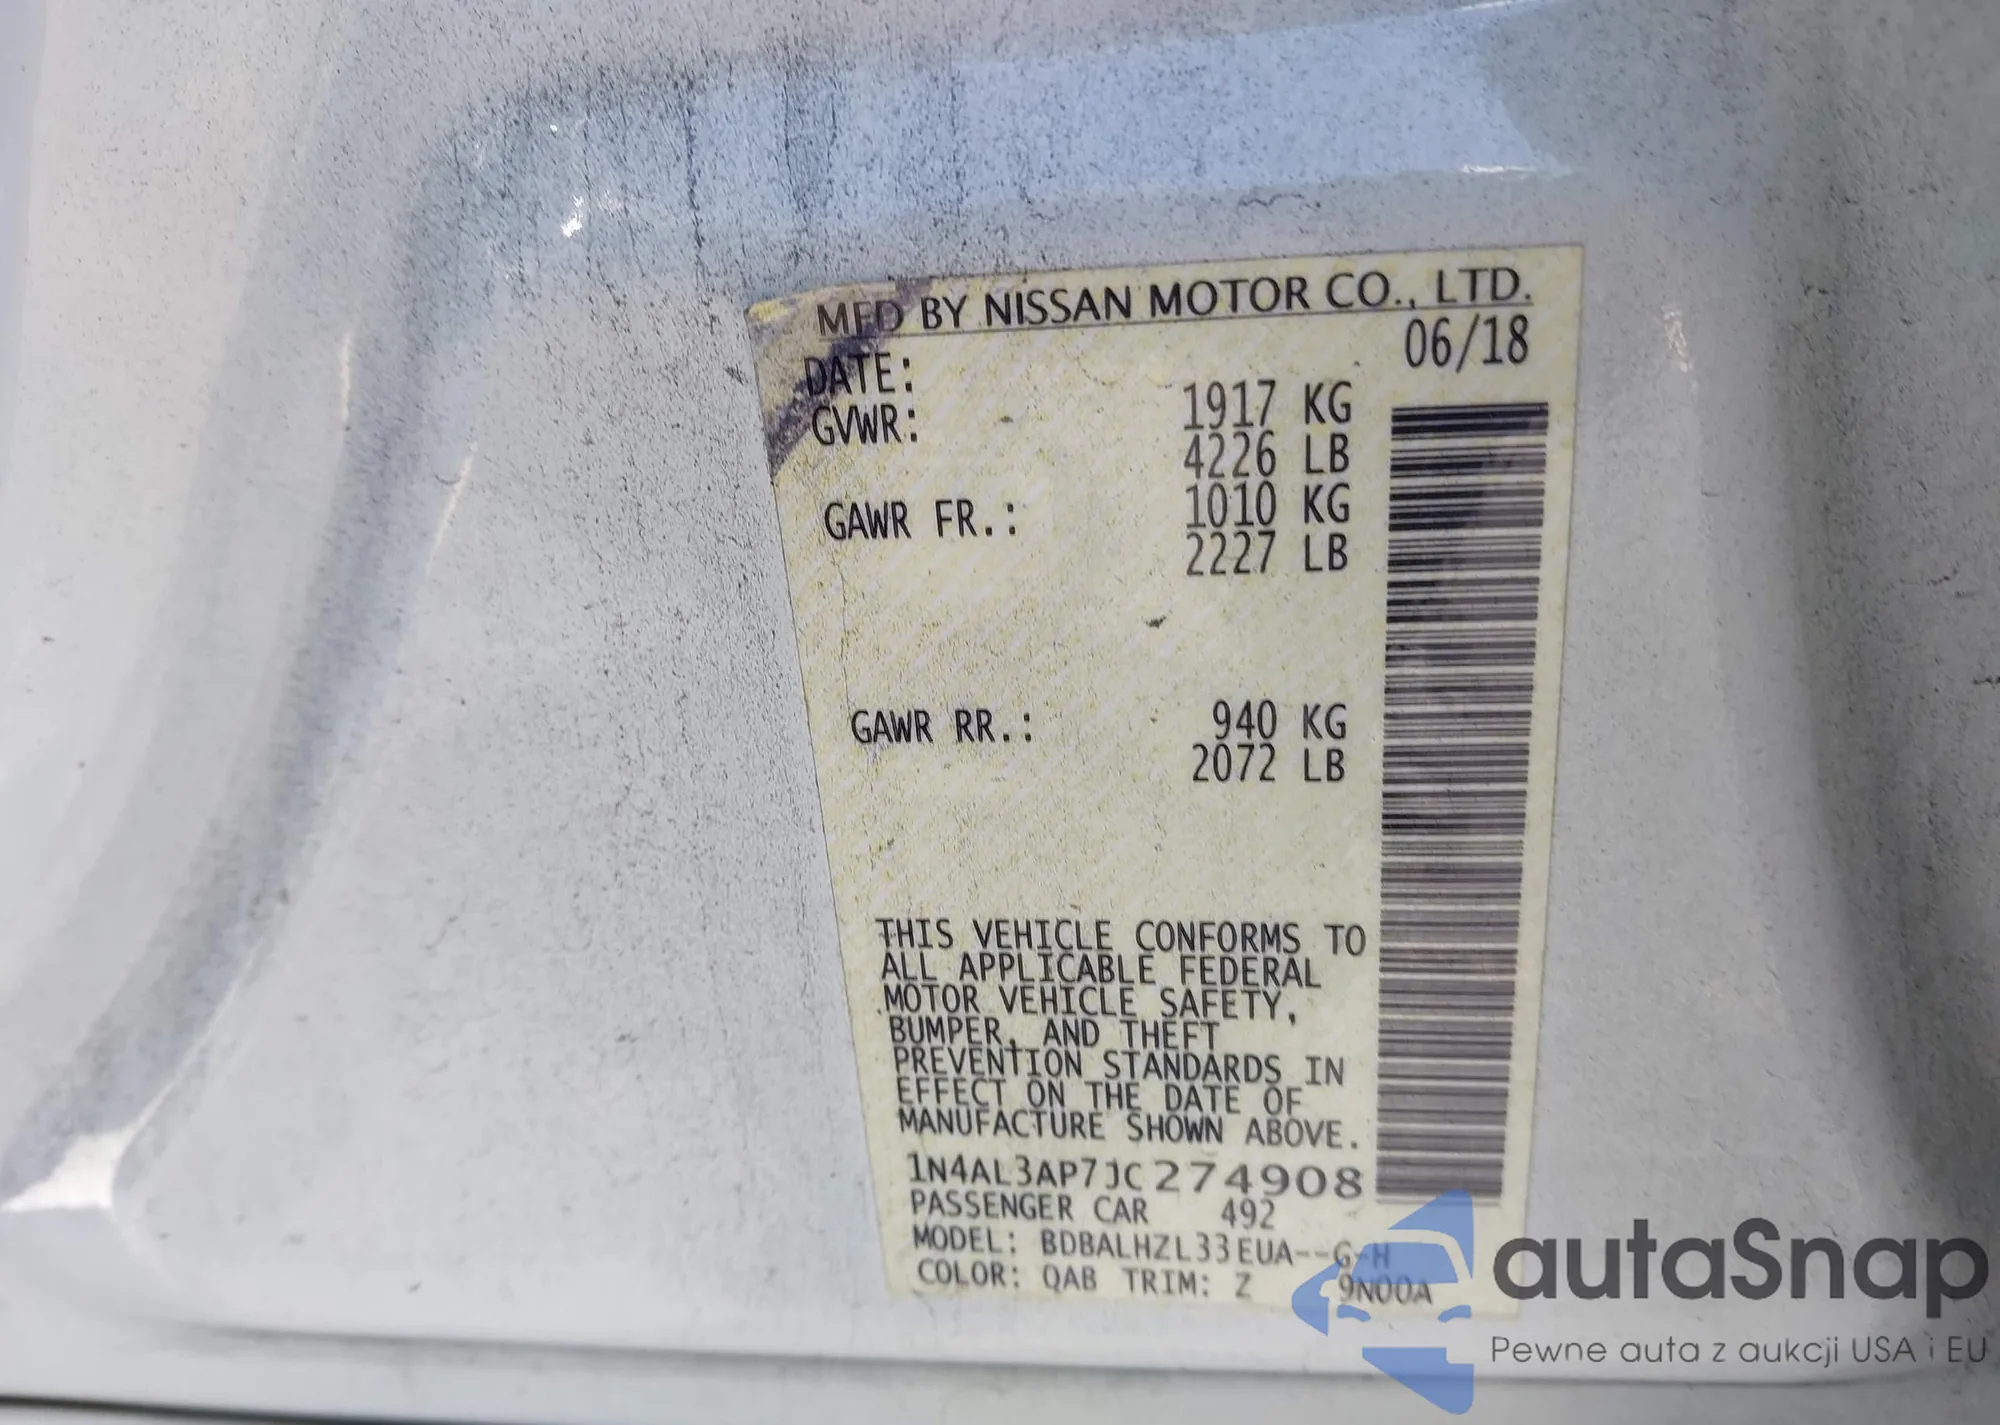 MFD BY NISSAN MOTOR CO., LTD.
DATE: 06/18
GVWR: 1917 KG
4226 LB
GAWR FR.: 1010 KG
2227 LB
GAWR RR.: 940 KG
2072 LB
THIS VEHICLE CONFORMS TO
ALL APPLICABLE FEDERAL
MOTOR VEHICLE SAFETY,
BUMPER, AND THEFT
PREVENTION STANDARDS IN
EFFECT ON THE DATE OF
MANUFACTURE SHOWN ABOVE.
1N4AL3AP7JC274908
PASSENGER CAR 492
MODEL: BDBALHZL33EUA--G-H
COLOR: QAB TRIM: Z 9N00A
autaSnap
Pewne auta z aukcji USA i EU